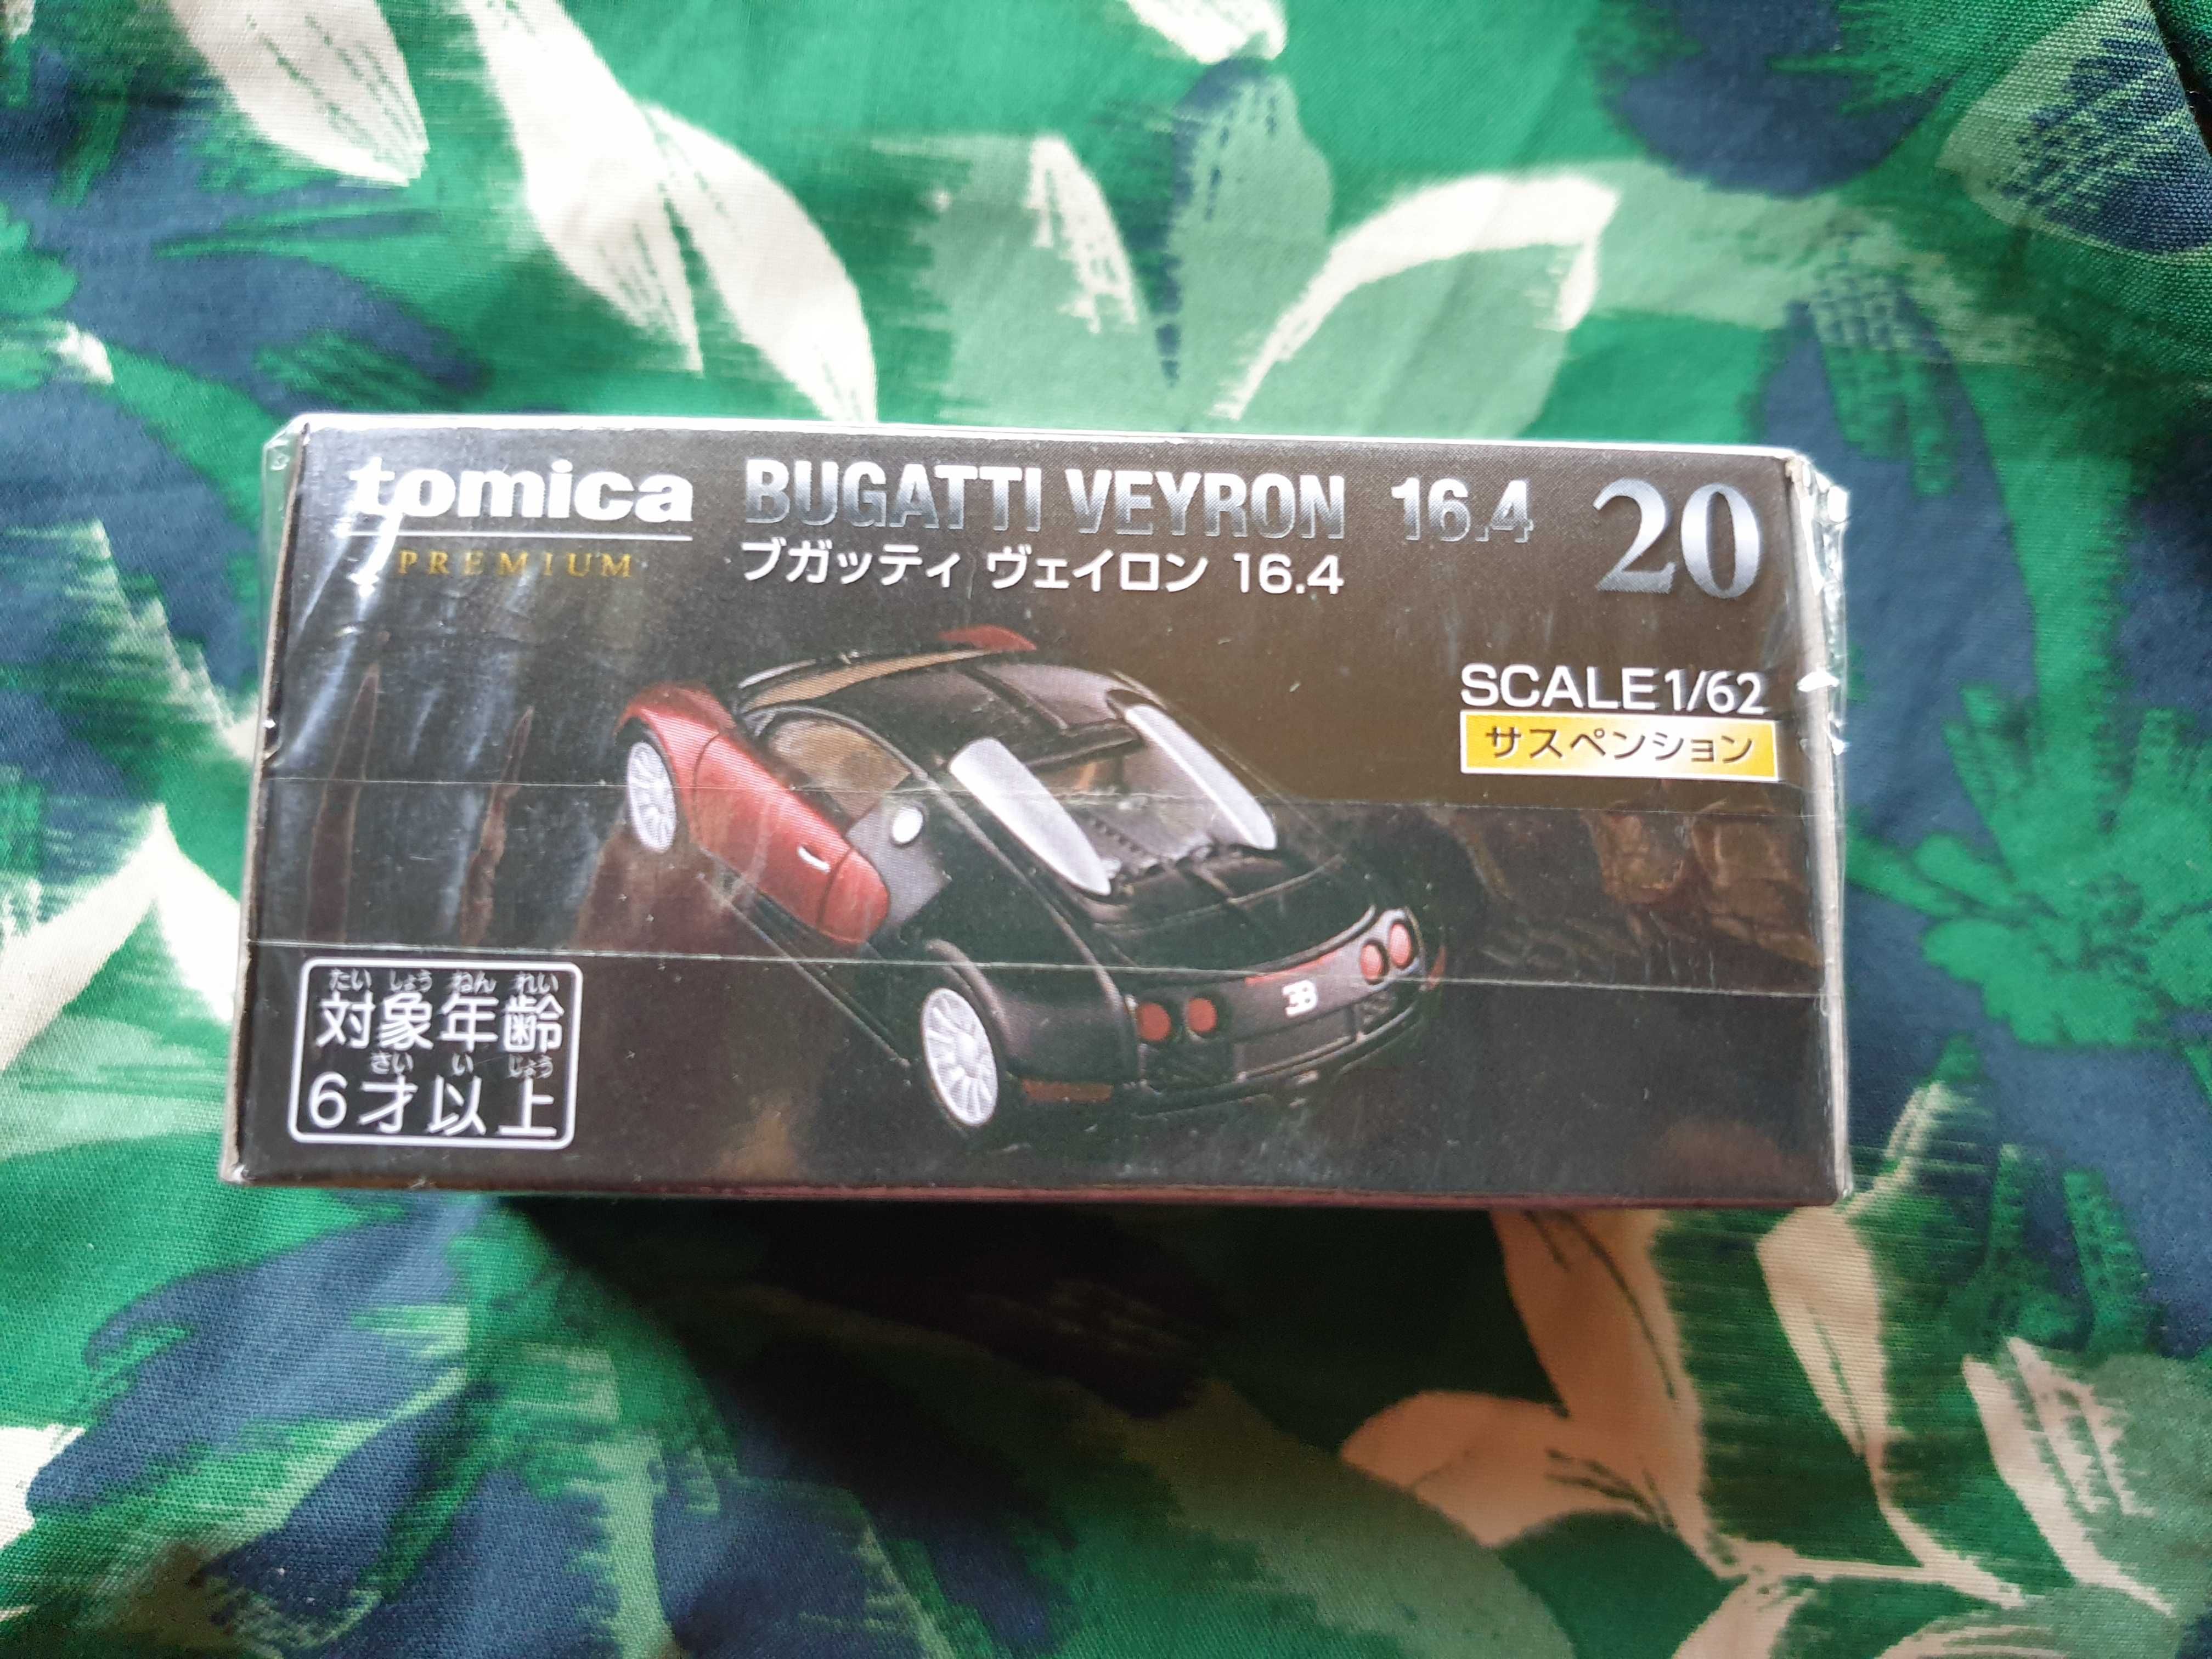 tomica
PREMIUM
BUGATTI VEYRON 16.4
ブガッティ ヴェイロン 16.4
20
SCALE 1/62
サスペンション
たいしょうねんれい
対象年齢
さいいじょう
6才以上
EB